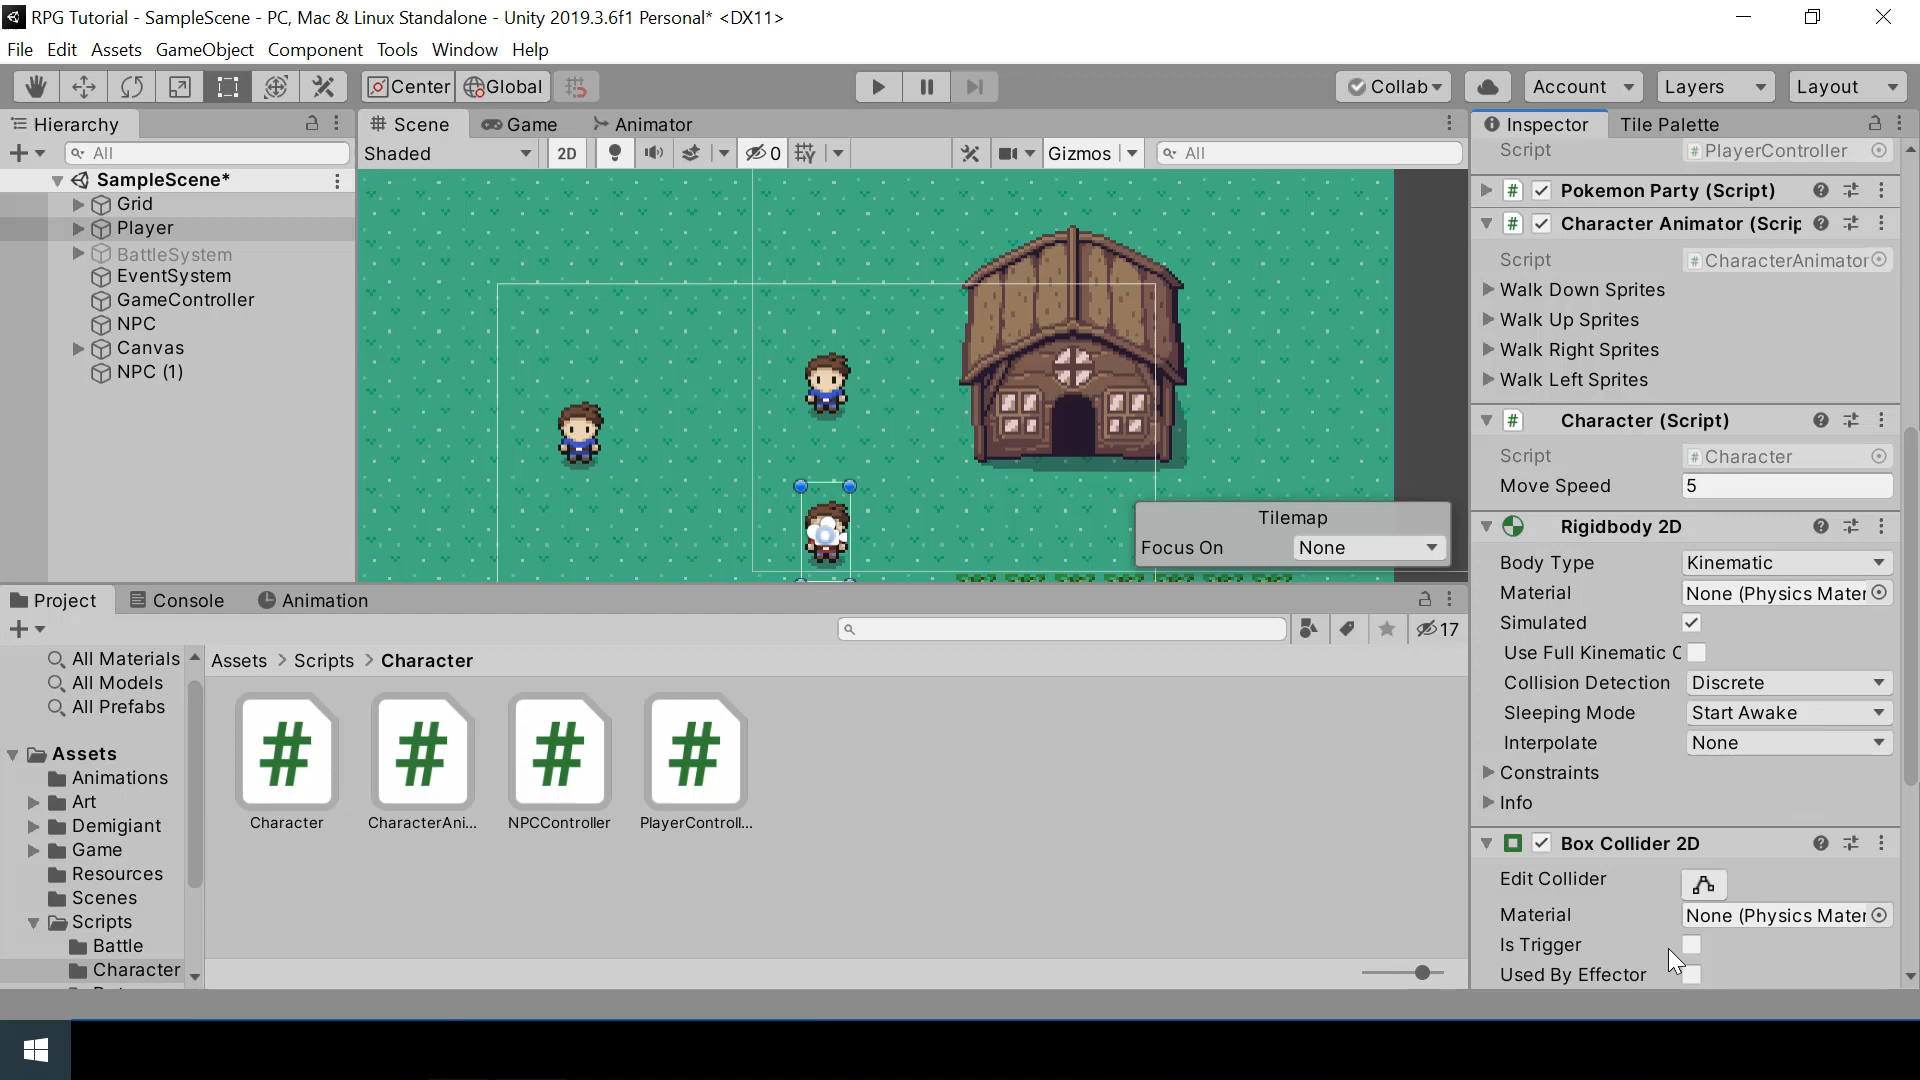 RPG Tutorial - SampleScene - PC, Mac & Linux Standalone - Unity 2019.3.6f1 Personal* <DX11>
File Edit Assets GameObject Component Tools Window Help
Center Global Collab Account Layers Layout
Hierarchy
All
SampleScene*
Grid
Player
BattleSystem
EventSystem
GameController
NPC
Canvas
NPC (1)
Scene Game Animator
Shaded 2D 0 Gizmos All
Tilemap
Focus On None
Inspector Tile Palette
Script PlayerController
Pokemon Party (Script)
Character Animator (Scrip
Script CharacterAnimator
Walk Down Sprites
Walk Up Sprites
Walk Right Sprites
Walk Left Sprites
Character (Script)
Script Character
Move Speed 5
Rigidbody 2D
Body Type Kinematic
Material None (Physics Mater
Simulated
Use Full Kinematic C
Collision Detection Discrete
Sleeping Mode Start Awake
Interpolate None
Constraints
Info
Box Collider 2D
Edit Collider
Material None (Physics Mater
Is Trigger
Used By Effector
Project Console Animation
17
All Materials
All Models
All Prefabs
Assets
Animations
Art
Demigiant
Game
Resources
Scenes
Scripts
Battle
Character
Assets > Scripts > Character
Character CharacterAni... NPCController PlayerControll...